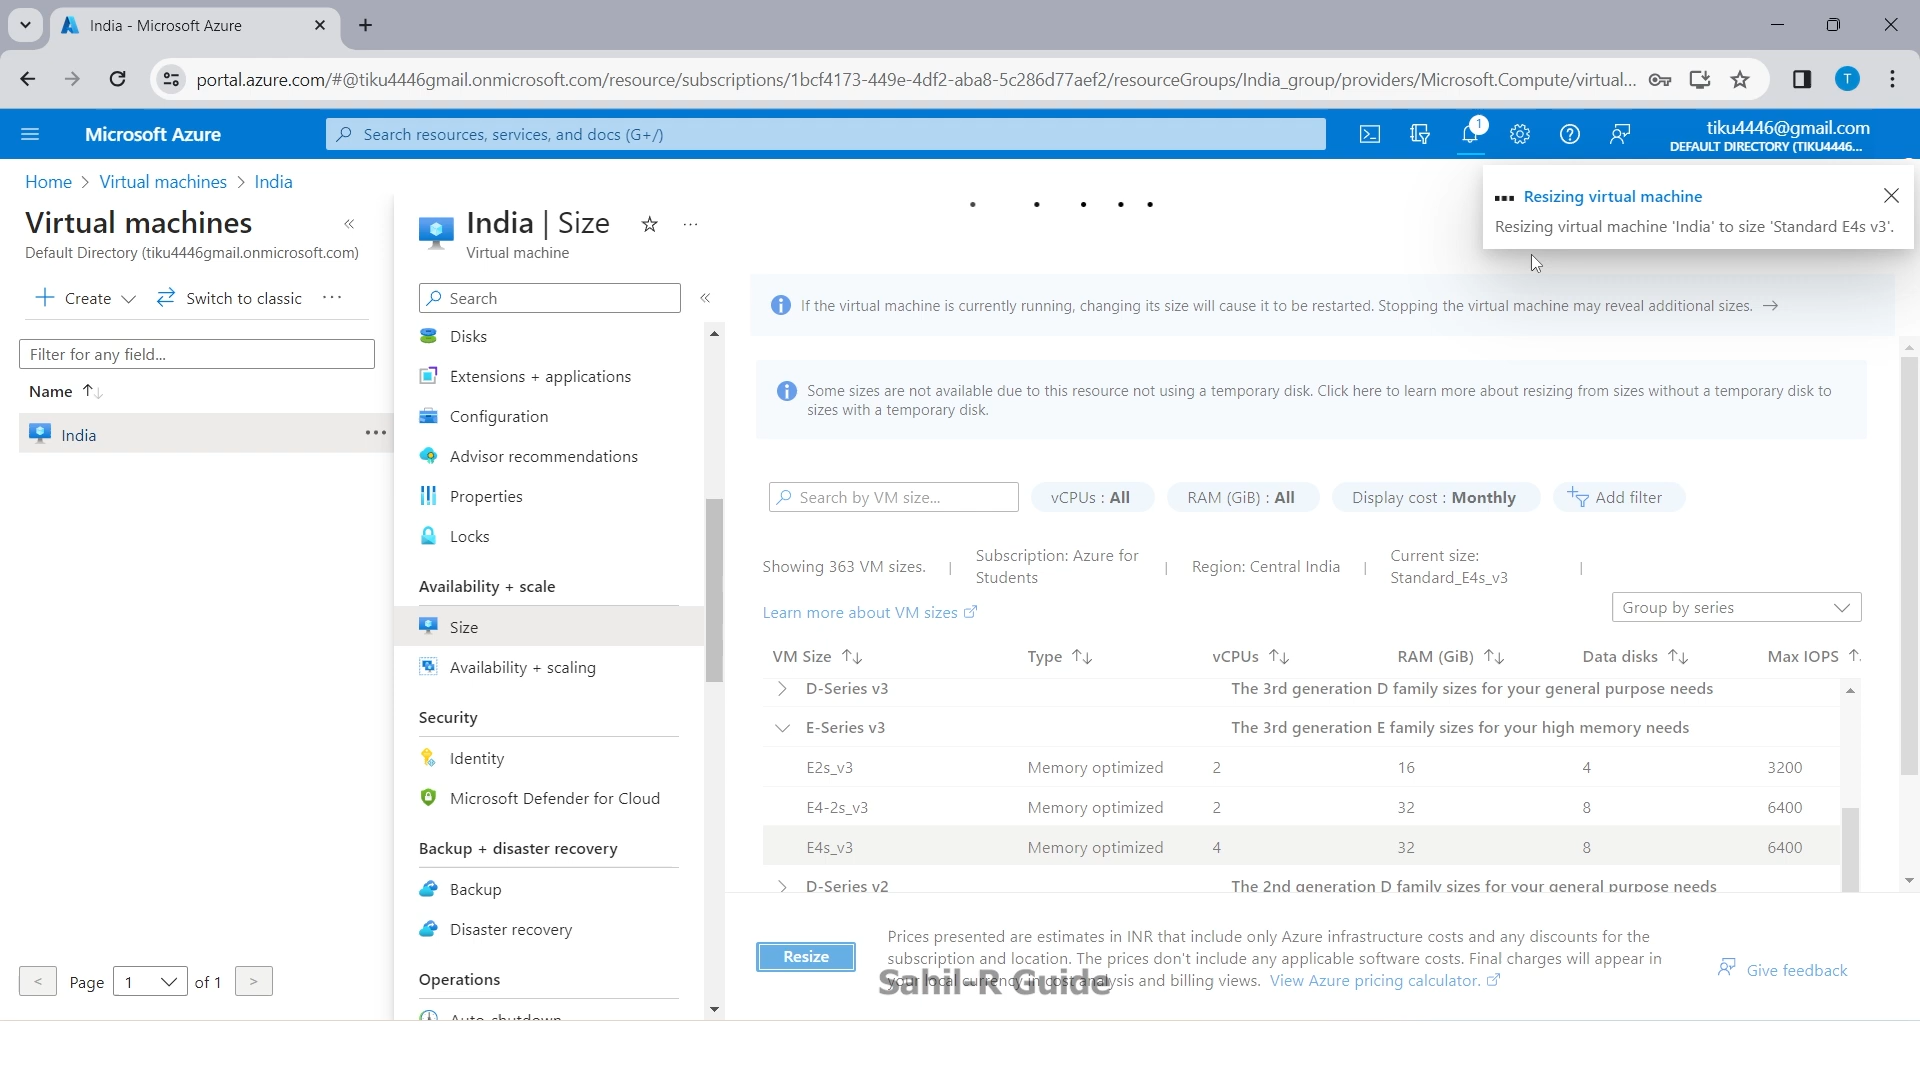 India - Microsoft Azure
portal.azure.com/#@tiku4446gmail.onmicrosoft.com/resource/subscriptions/1bcf4173-449e-4df2-aba8-5c286d77aef2/resourceGroups/India_group/providers/Microsoft.Compute/virtual...
T
Microsoft Azure
Search resources, services, and docs (G+/)
1
tiku4446@gmail.com
DEFAULT DIRECTORY (TIKU4446...
Home > Virtual machines > India
Resizing virtual machine
Resizing virtual machine 'India' to size 'Standard E4s v3'.
Virtual machines
Default Directory (tiku4446gmail.onmicrosoft.com)
Create
Switch to classic
Filter for any field...
Name
India
Page 1 of 1
India | Size
Virtual machine
Search
Disks
Extensions + applications
Configuration
Advisor recommendations
Properties
Locks
Availability + scale
Size
Availability + scaling
Security
Identity
Microsoft Defender for Cloud
Backup + disaster recovery
Backup
Disaster recovery
Operations
Auto-shutdown
If the virtual machine is currently running, changing its size will cause it to be restarted. Stopping the virtual machine may reveal additional sizes.
Some sizes are not available due to this resource not using a temporary disk. Click here to learn more about resizing from sizes without a temporary disk to
sizes with a temporary disk.
Search by VM size...
vCPUs : All
RAM (GiB) : All
Display cost : Monthly
Add filter
Showing 363 VM sizes. | Subscription: Azure for
Students | Region: Central India | Current size:
Standard_E4s_v3 |
Learn more about VM sizes
Group by series
VM Size Type vCPUs RAM (GiB) Data disks Max IOPS
D-Series v3 The 3rd generation D family sizes for your general purpose needs
E-Series v3 The 3rd generation E family sizes for your high memory needs
E2s_v3 Memory optimized 2 16 4 3200
E4-2s_v3 Memory optimized 2 32 8 6400
E4s_v3 Memory optimized 4 32 8 6400
D-Series v2 The 2nd generation D family sizes for your general purpose needs
Resize
Prices presented are estimates in INR that include only Azure infrastructure costs and any discounts for the
subscription and location. The prices don't include any applicable software costs. Final charges will appear in
your local currency in cost analysis and billing views. View Azure pricing calculator.
Give feedback
Sahil-R Guide